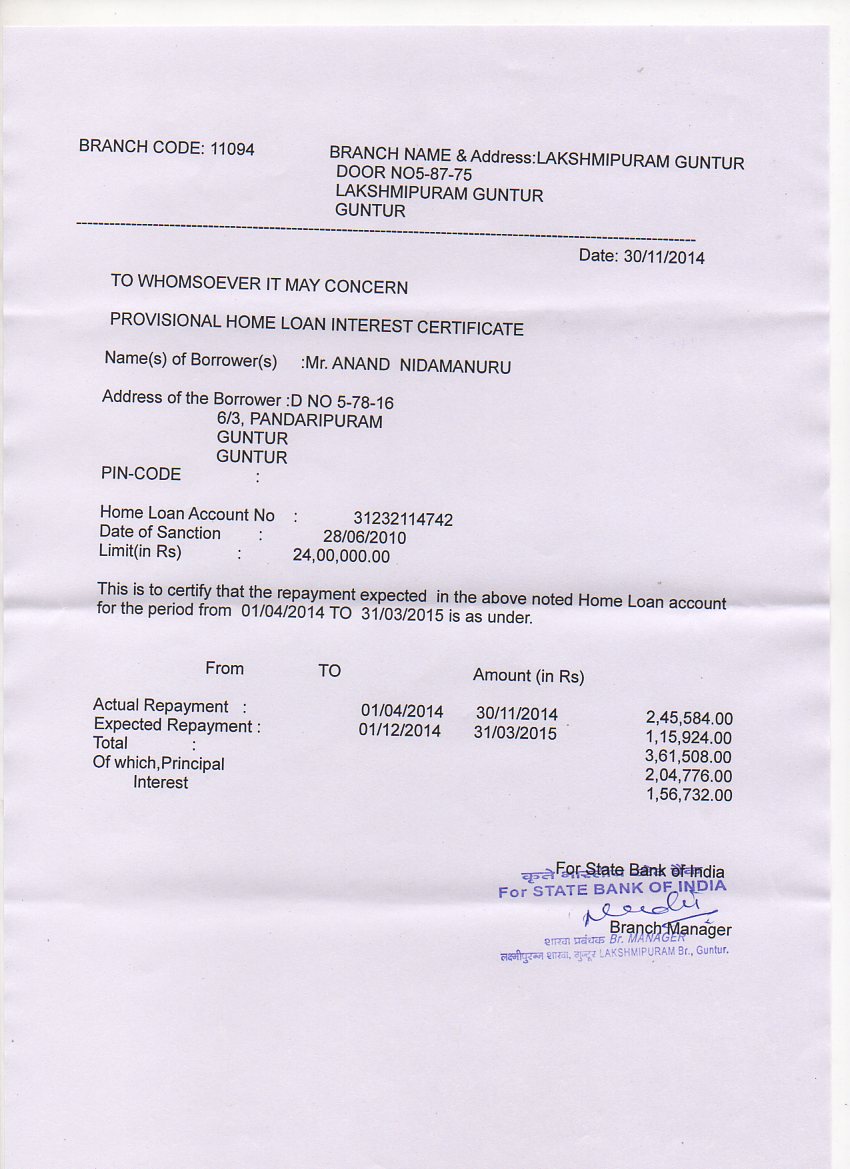 BRANCH CODE: 11094
BRANCH NAME & Address:LAKSHMIPURAM GUNTUR
DOOR NO5-87-75
LAKSHMIPURAM GUNTUR
GUNTUR
Date: 30/11/2014
TO WHOMSOEVER IT MAY CONCERN
PROVISIONAL HOME LOAN INTEREST CERTIFICATE
Name(s) of Borrower(s) :Mr. ANAND NIDAMANURU
Address of the Borrower :D NO 5-78-16
6/3, PANDARIPURAM
GUNTUR
GUNTUR
PIN-CODE :
Home Loan Account No : 31232114742
Date of Sanction : 28/06/2010
Limit(in Rs) : 24,00,000.00
This is to certify that the repayment expected in the above noted Home Loan account
for the period from 01/04/2014 TO 31/03/2015 is as under.
From TO Amount (in Rs)
Actual Repayment : 01/04/2014 30/11/2014 2,45,584.00
Expected Repayment : 01/12/2014 31/03/2015 1,15,924.00
Total : 3,61,508.00
Of which,Principal 2,04,776.00
Interest 1,56,732.00
For State Bank of India
For STATE BANK OF INDIA
Branch Manager
शाखा प्रबंधक Br. MANAGER
शाखा, गुन्टूर LAKSHMIPURAM Br., Guntur.